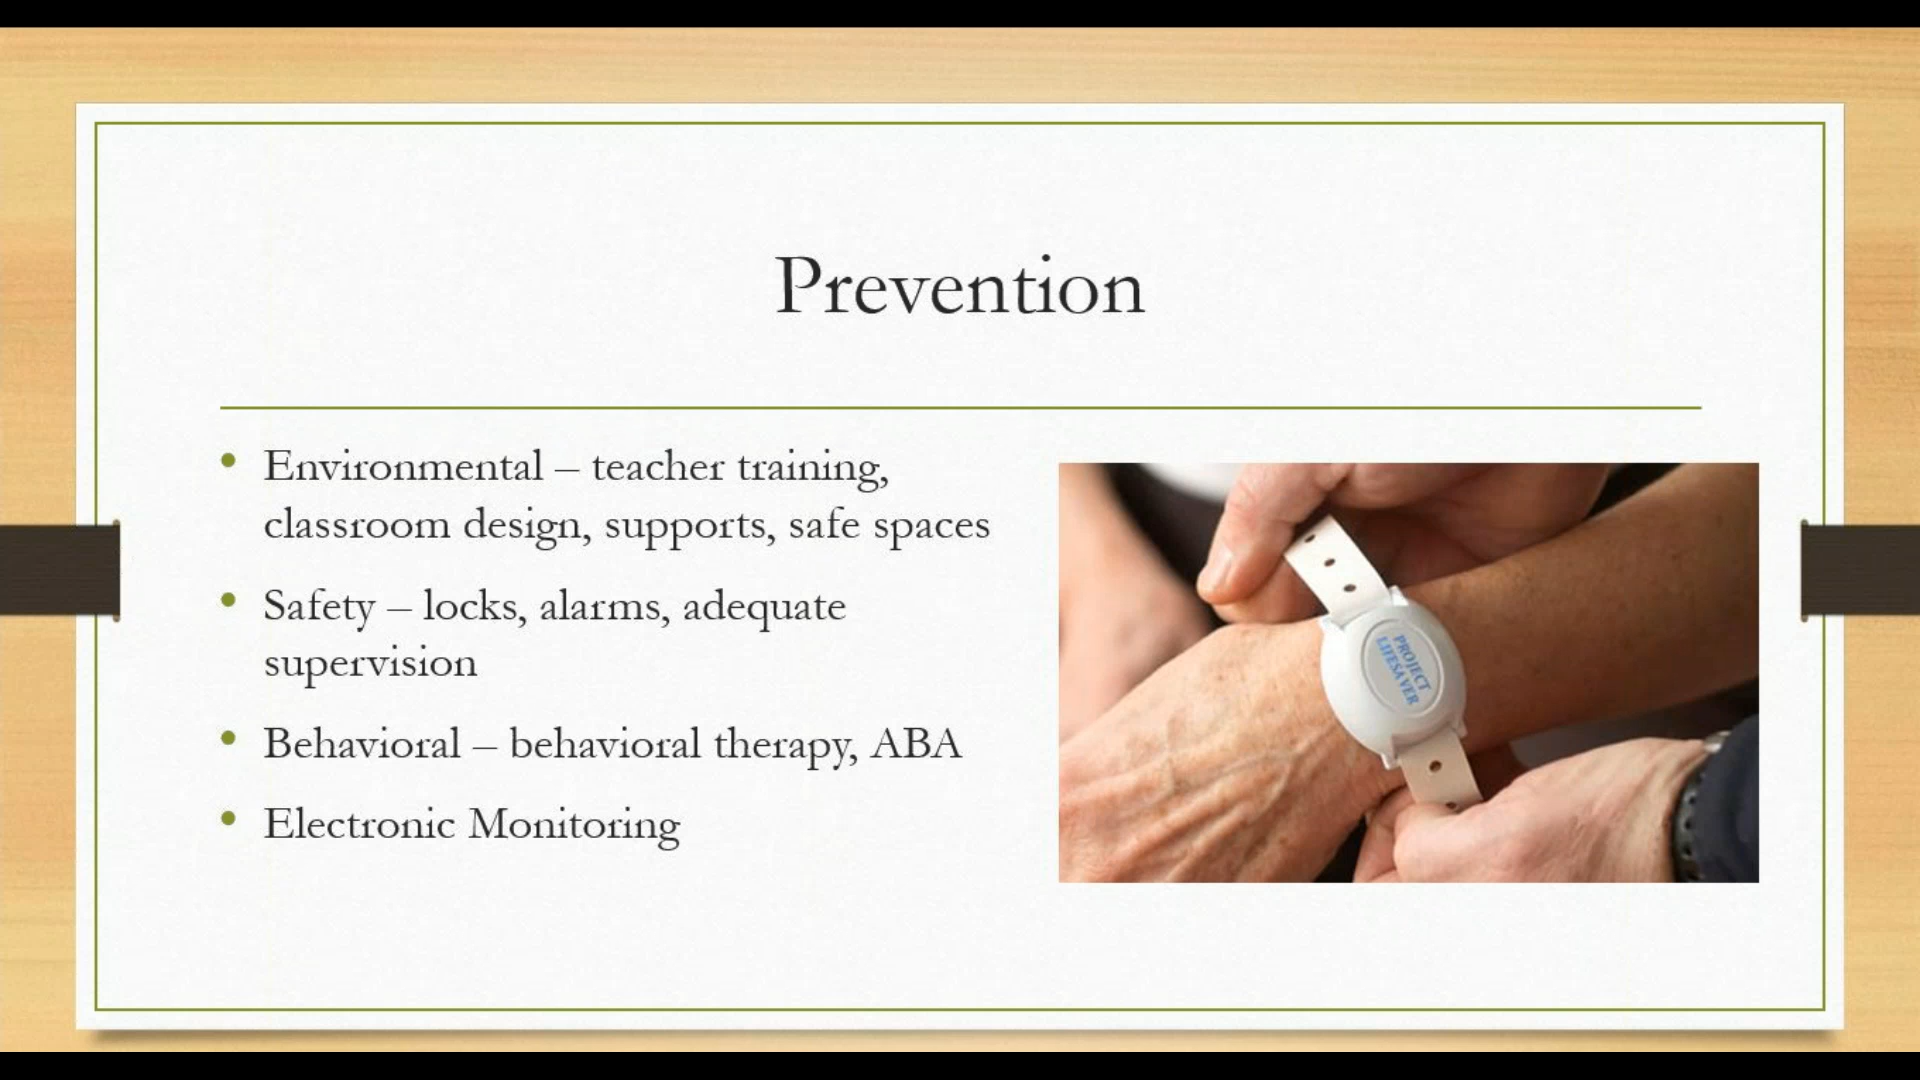 Prevention
Environmental – teacher training,
classroom design, supports, safe spaces
Safety – locks, alarms, adequate
supervision
Behavioral – behavioral therapy, ABA
Electronic Monitoring
PROJECT
LIFESAVER